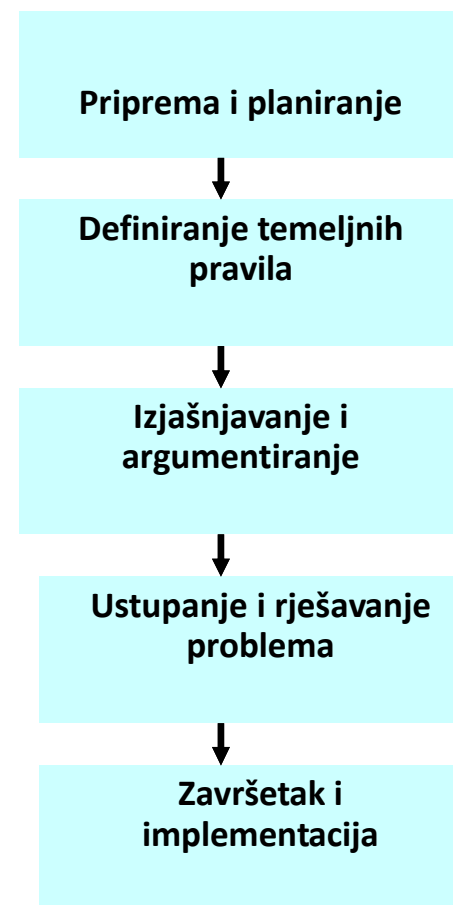 Priprema i planiranje
Definiranje temeljnih
pravila
Izjašnjavanje i
argumentiranje
Ustupanje i rješavanje
problema
Završetak i
implementacija